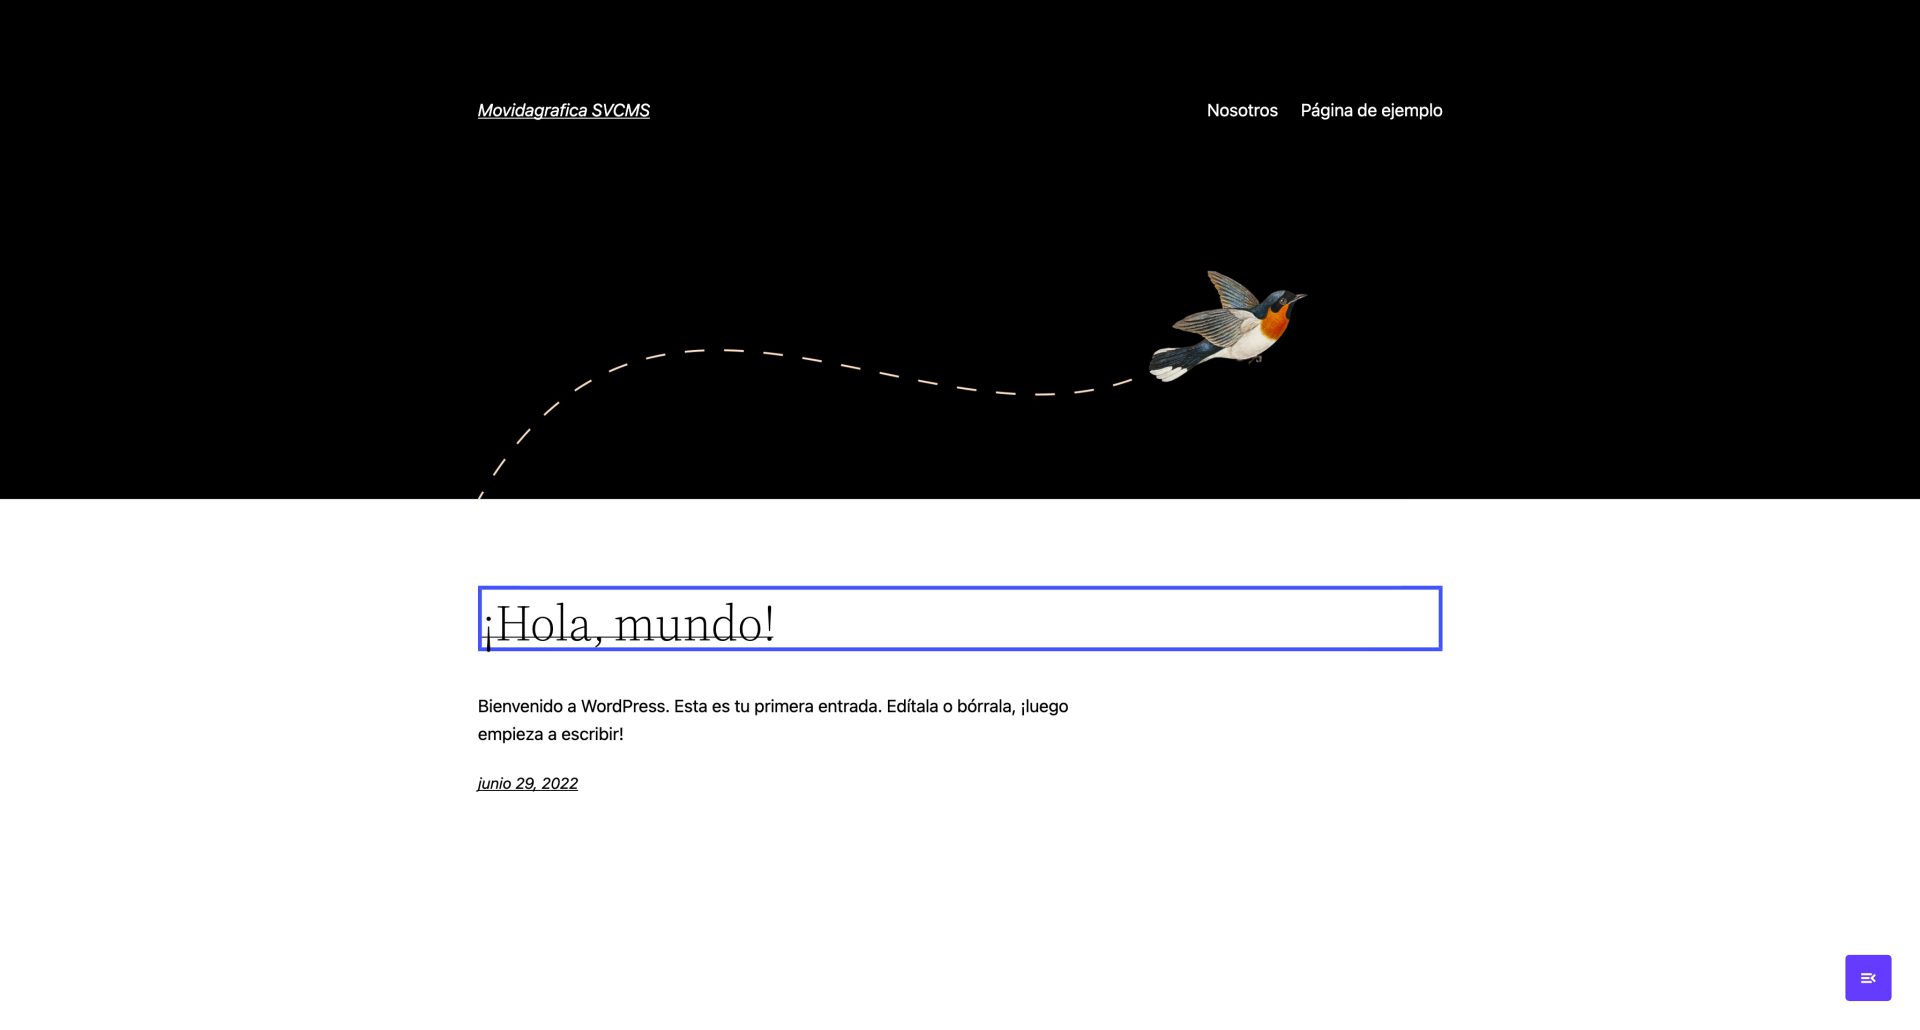 Movidagrafica SVCMS
Nosotros Página de ejemplo
¡Hola, mundo!
Bienvenido a WordPress. Esta es tu primera entrada. Edítala o bórrala, ¡luego
empieza a escribir!
junio 29, 2022